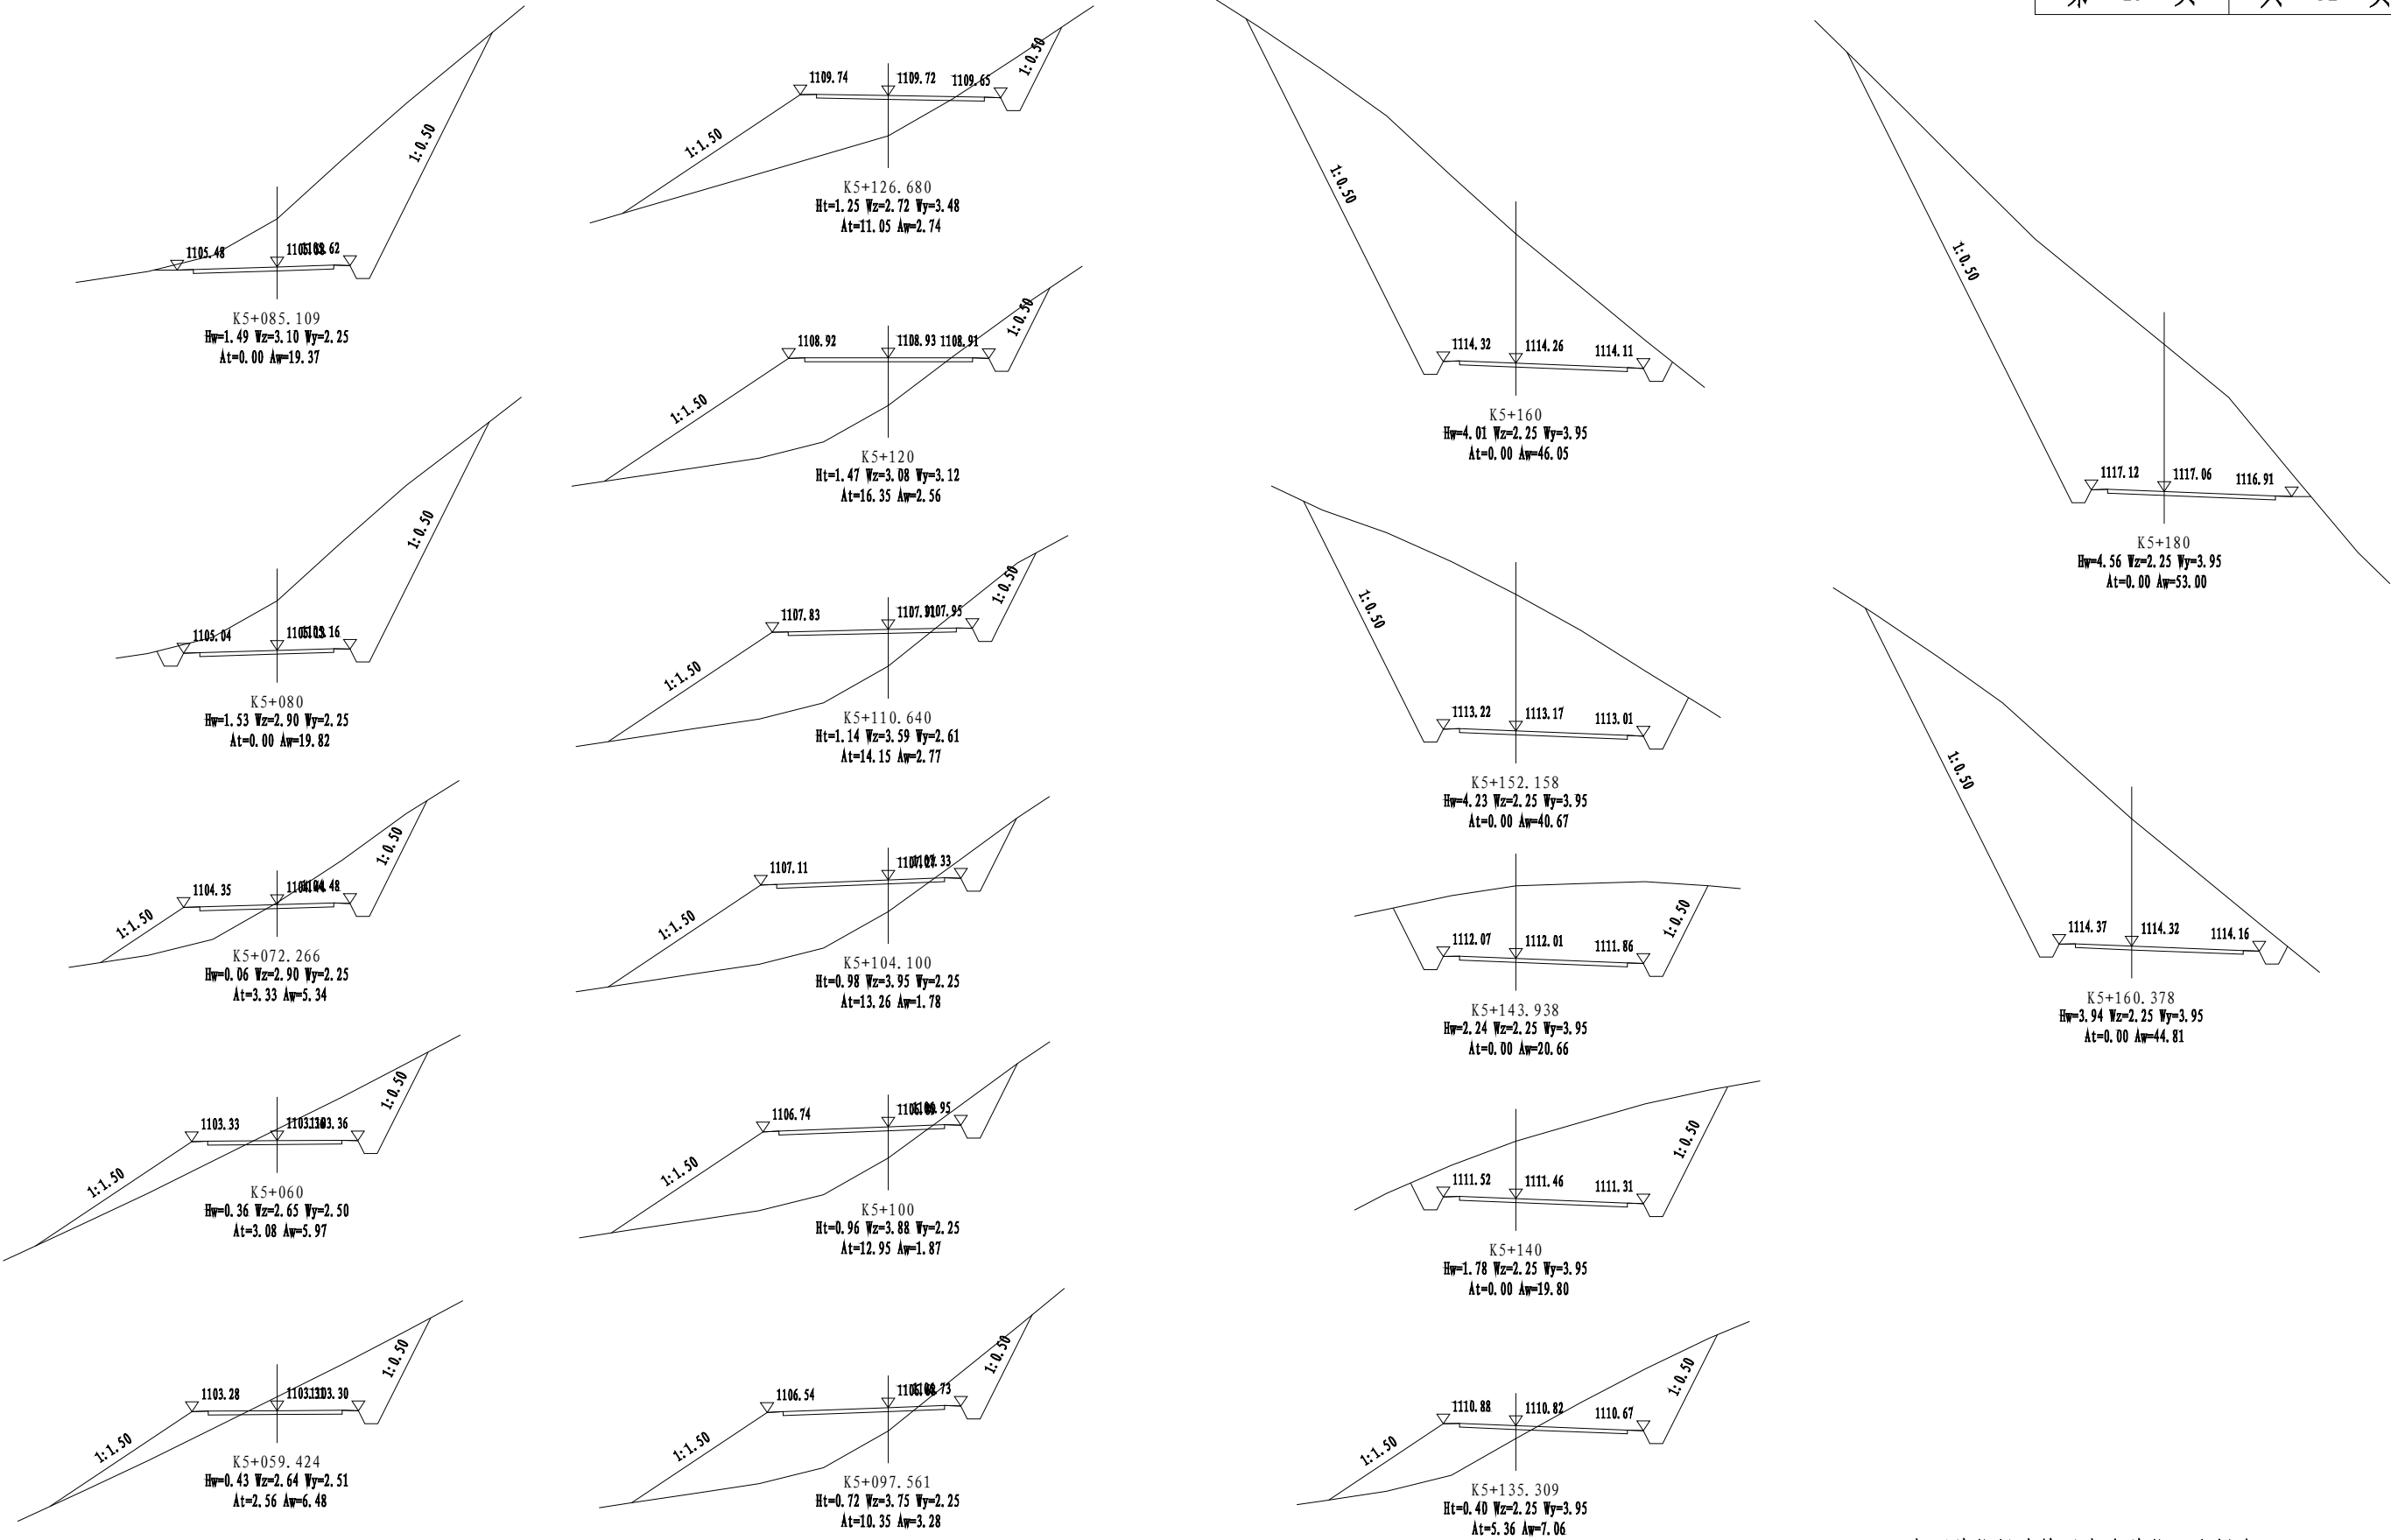 1:0.50
1105.48
K5+085.109
Hw=1.49 Wz=3.10 Wy=2.25
At=0.00 Aw=19.37
1:0.50
1105.04
K5+080
Hw=1.53 Wz=2.90 Wy=2.25
At=0.00 Aw=19.82
1:0.50
1104.35
1:1.50
K5+072.266
Hw=0.06 Wz=2.90 Wy=2.25
At=3.33 Aw=5.34
1:0.50
1103.33
1:1.50
K5+060
Hw=0.36 Wz=2.65 Wy=2.50
At=3.08 Aw=5.97
1:0.50
1103.28
1:1.50
K5+059.424
Hw=0.43 Wz=2.64 Wy=2.51
At=2.56 Aw=6.48
1:0.50
1109.74 1109.72 1109.65
1:1.50
K5+126.680
Ht=1.25 Wz=2.72 Wy=3.48
At=11.05 Aw=2.74
1:0.50
1108.92 1108.93 1108.91
1:1.50
K5+120
Ht=1.47 Wz=3.08 Wy=3.12
At=16.35 Aw=2.56
1:0.50
1107.83 1107.95
1:1.50
K5+110.640
Ht=1.14 Wz=3.59 Wy=2.61
At=14.15 Aw=2.77
1107.11
1:1.50
K5+104.100
Ht=0.98 Wz=3.95 Wy=2.25
At=13.26 Aw=1.78
1106.74
1:1.50
K5+100
Ht=0.96 Wz=3.88 Wy=2.25
At=12.95 Aw=1.87
1:0.50
1106.54
1:1.50
K5+097.561
Ht=0.72 Wz=3.75 Wy=2.25
At=10.35 Aw=3.28
1:0.50
1114.32 1114.26 1114.11
K5+160
Hw=4.01 Wz=2.25 Wy=3.95
At=0.00 Aw=46.05
1:0.50
1113.22 1113.17 1113.01
K5+152.158
Hw=4.23 Wz=2.25 Wy=3.95
At=0.00 Aw=40.67
1:0.50
1112.07 1112.01 1111.86
K5+143.938
Hw=2.24 Wz=2.25 Wy=3.95
At=0.00 Aw=20.66
1:0.50
1111.52 1111.46 1111.31
K5+140
Hw=1.78 Wz=2.25 Wy=3.95
At=0.00 Aw=19.80
1:0.50
1110.88 1110.82 1110.67
1:1.50
K5+135.309
Ht=0.40 Wz=2.25 Wy=3.95
At=5.36 Aw=7.06
1:0.50
1117.12 1117.06 1116.91
K5+180
Hw=4.56 Wz=2.25 Wy=3.95
At=0.00 Aw=53.00
1:0.50
1114.37 1114.32 1114.16
K5+160.378
Hw=3.94 Wz=2.25 Wy=3.95
At=0.00 Aw=44.81